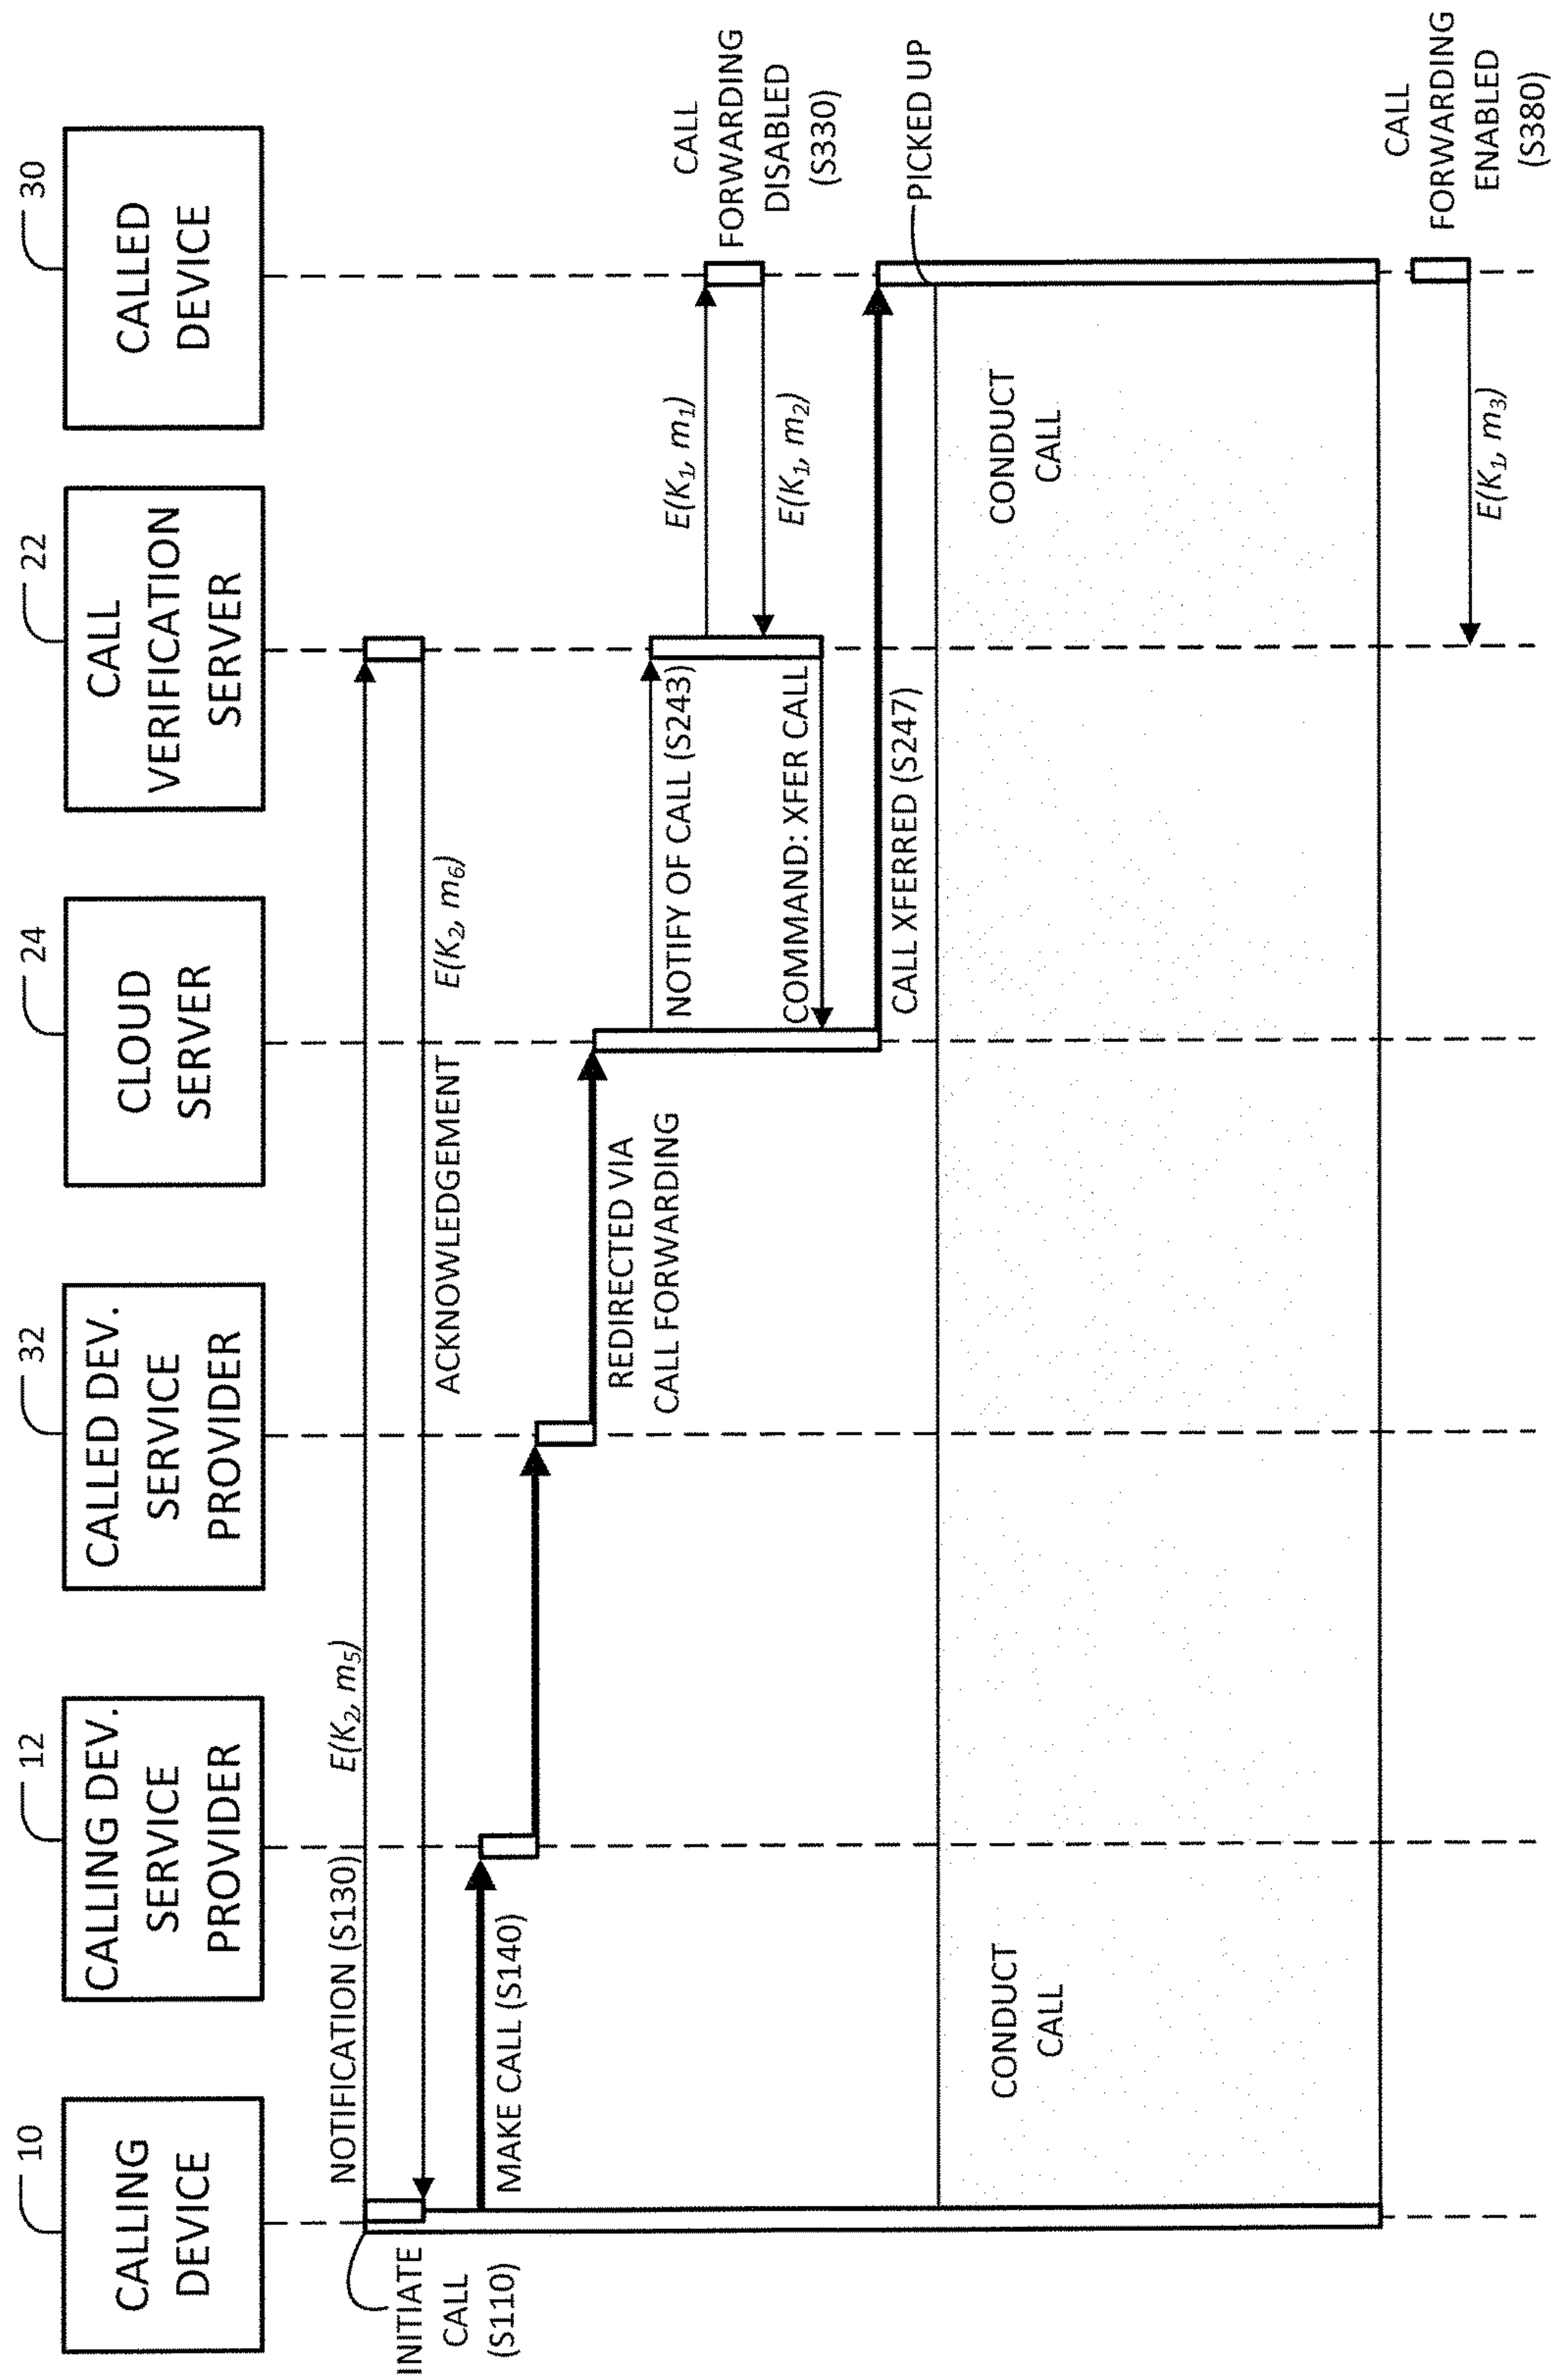 10
CALLING
DEVICE
12
CALLING DEV.
SERVICE
PROVIDER
32
CALLED DEV.
SERVICE
PROVIDER
24
CLOUD
SERVER
22
CALL
VERIFICATION
SERVER
30
CALLED
DEVICE
INITIATE
CALL
(S110)
NOTIFICATION (S130)
E(K₂, m₅)
ACKNOWLEDGEMENT
E(K₂, m₆)
MAKE CALL (S140)
REDIRECTED VIA
CALL FORWARDING
NOTIFY OF CALL (S243)
E(K₁, m₁)
CALL
FORWARDING
DISABLED
(S330)
E(K₁, m₂)
COMMAND: XFER CALL
CALL XFERRED (S247)
PICKED UP
CONDUCT
CALL
CONDUCT
CALL
CALL
FORWARDING
ENABLED
(S380)
E(K₁, m₃)